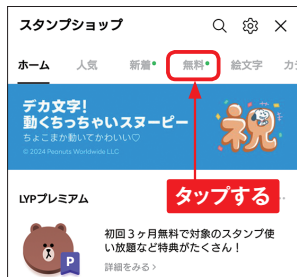 スタンプショップ
ホーム 人気 新着 無料 絵文字 カテ
デカ文字!
動くちっちゃいスヌーピー
ちょこまか動いてかわいい♡
© 2024 Peanuts Worldwide LLC
祝
タップする
LYPプレミアム
初回3ヶ月無料で対象のスタンプ使
い放題など特典がたくさん!
P
詳細をみる>